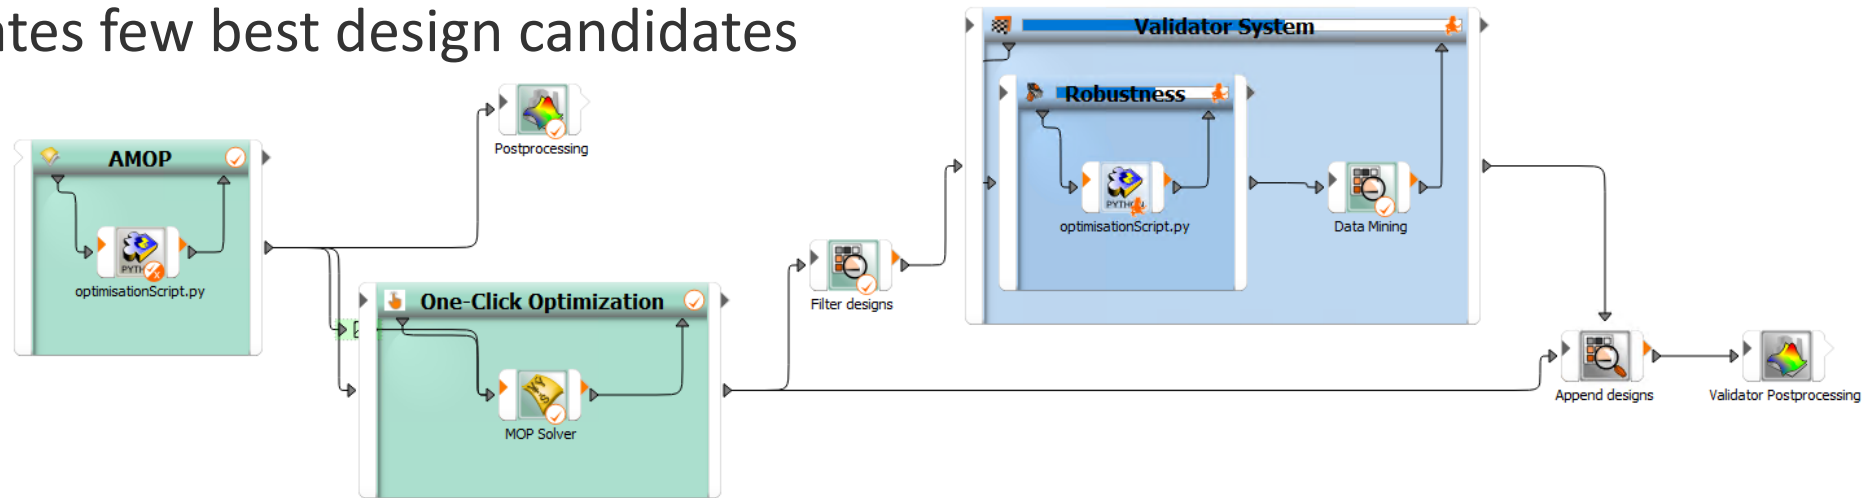 few best design candidates
Validator System
Robustness
Postprocessing
AMOP
PYTHON
optimisationScript.py
Data Mining
optimisationScript.py
One-Click Optimization
Filter designs
MOP Solver
Append designs
Validator Postprocessing